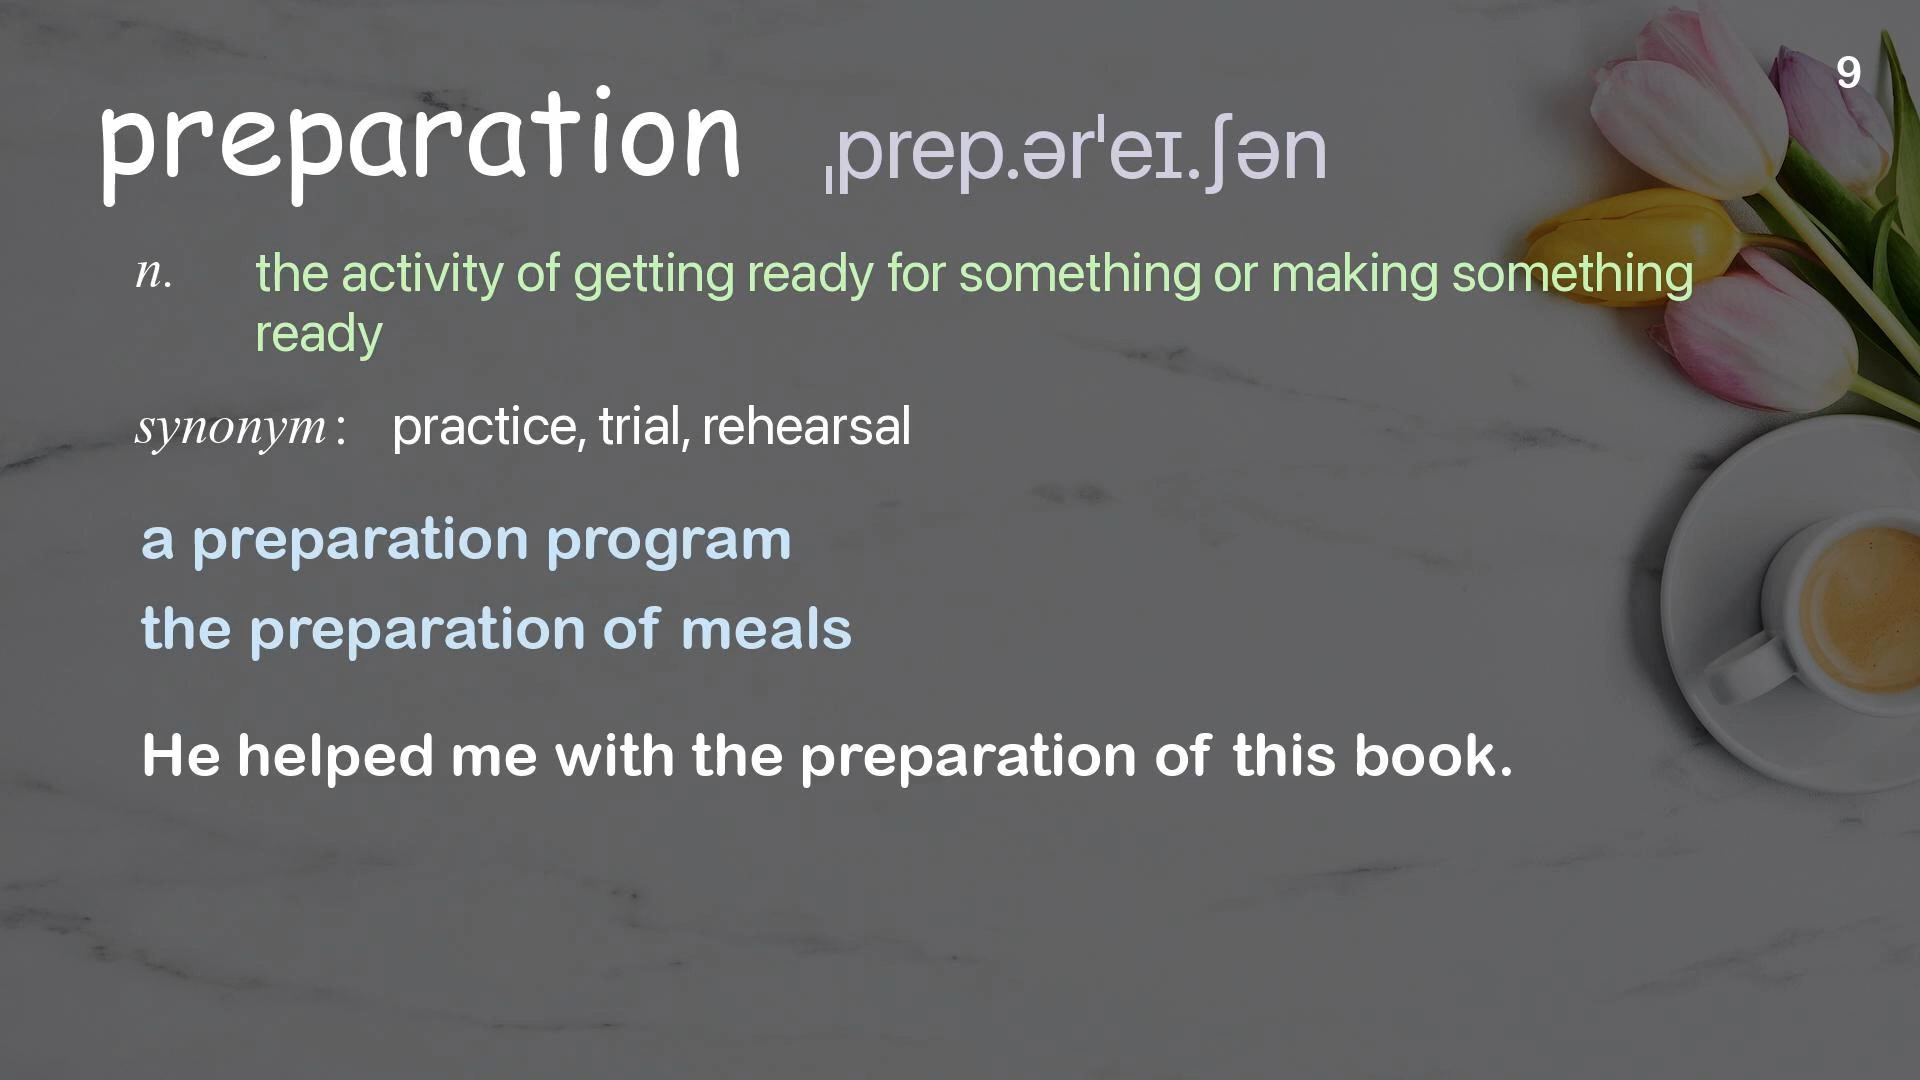 9
preparation ˌprep.ərˈeɪ.ʃən
n. the activity of getting ready for something or making something
ready
synonym: practice, trial, rehearsal
a preparation program
the preparation of meals
He helped me with the preparation of this book.